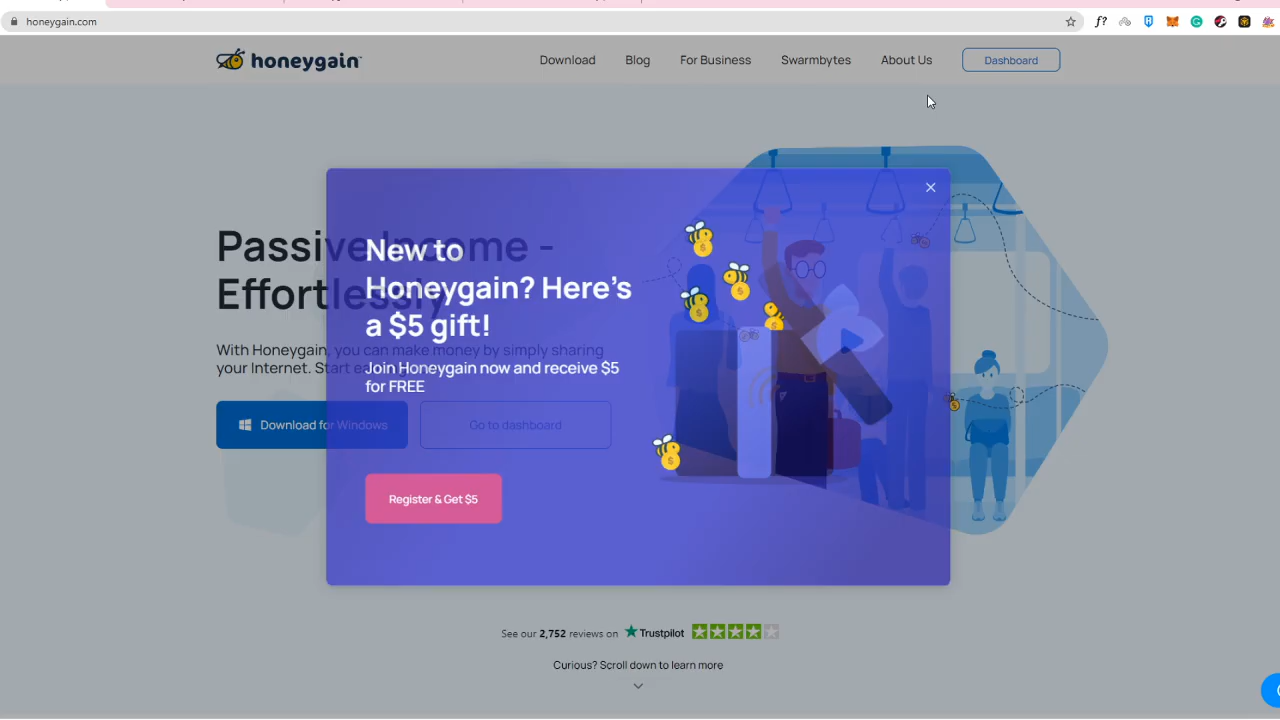 honeygain.com
f?
honeygain
Download
Blog
For Business
Swarmbytes
About Us
Dashboard
Passive Income -
Effortlessly
With Honeygain, you can make money by simply sharing
your Internet. Start
Download for Windows
Go to dashboard
New to
Honeygain? Here's
a $5 gift!
Join Honeygain now and receive $5
for FREE
Register & Get $5
See our 2,752 reviews on
Trustpilot
Curious? Scroll down to learn more